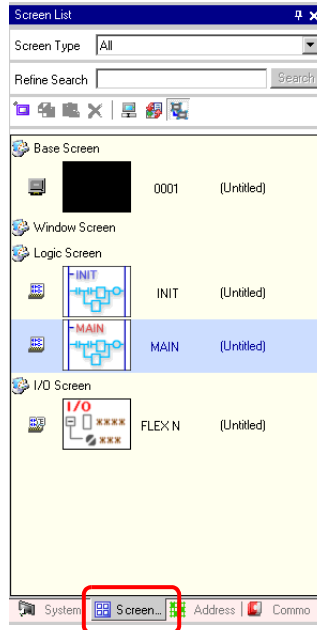 Screen List
Screen Type All
Refine Search Search
Base Screen
0001 (Untitled)
Window Screen
Logic Screen
INIT
INIT (Untitled)
MAIN
MAIN (Untitled)
I/O Screen
I/O
****
***
FLEX N (Untitled)
System Screen... Address Commo